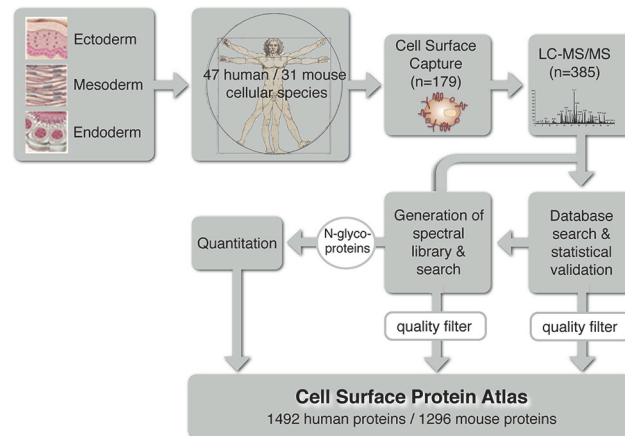 Ectoderm
Mesoderm
Endoderm
47 human / 31 mouse
cellular species
Cell Surface
Capture
(n=179)
LC-MS/MS
(n=385)
Quantitation
N-glyco-
proteins
Generation of
spectral
library &
search
Database
search &
statistical
validation
quality filter
quality filter
Cell Surface Protein Atlas
1492 human proteins / 1296 mouse proteins